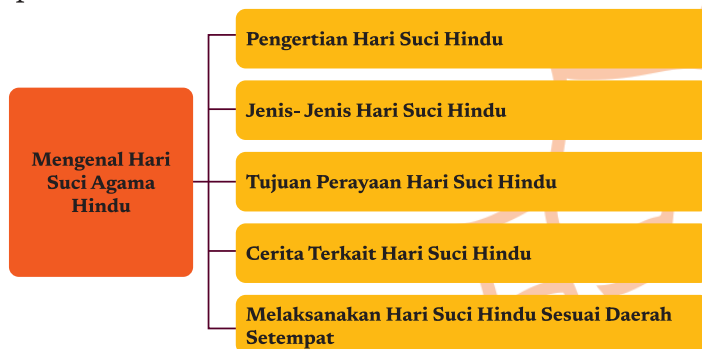 Pengertian Hari Suci Hindu
Jenis- Jenis Hari Suci Hindu
Mengenal Hari
Suci Agama
Hindu
Tujuan Perayaan Hari Suci Hindu
Cerita Terkait Hari Suci Hindu
Melaksanakan Hari Suci Hindu Sesuai Daerah
Setempat